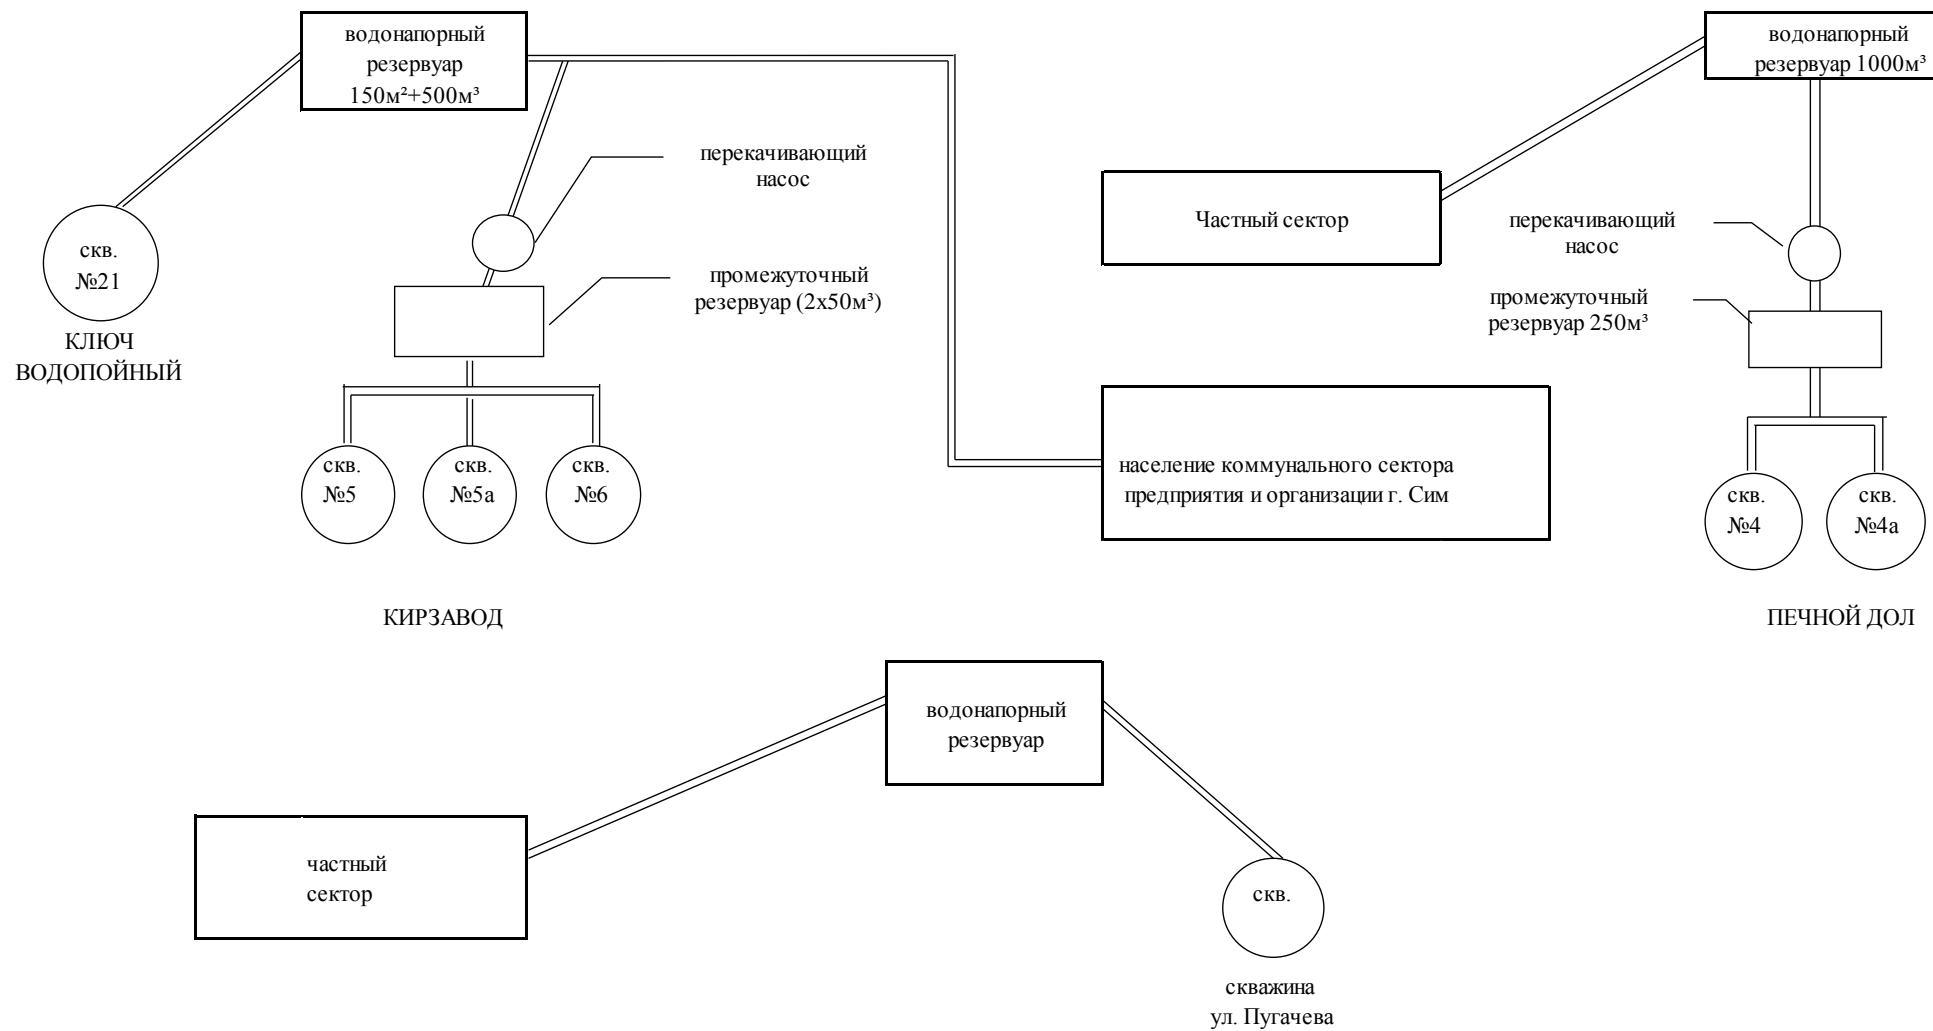 водонапорный
резервуар
150м²+500м³
водонапорный
резервуар 1000м³
перекачивающий
насос
Частный сектор
перекачивающий
насос
скв.
№21
промежуточный
резервуар (2х50м³)
промежуточный
резервуар 250м³
КЛЮЧ
ВОДОПОЙНЫЙ
скв.
№5
скв.
№5а
скв.
№6
население коммунального сектора
предприятия и организации г. Сим
скв.
№4
скв.
№4а
КИРЗАВОД
ПЕЧНОЙ ДОЛ
водонапорный
резервуар
частный
сектор
скв.
скважина
ул. Пугачева